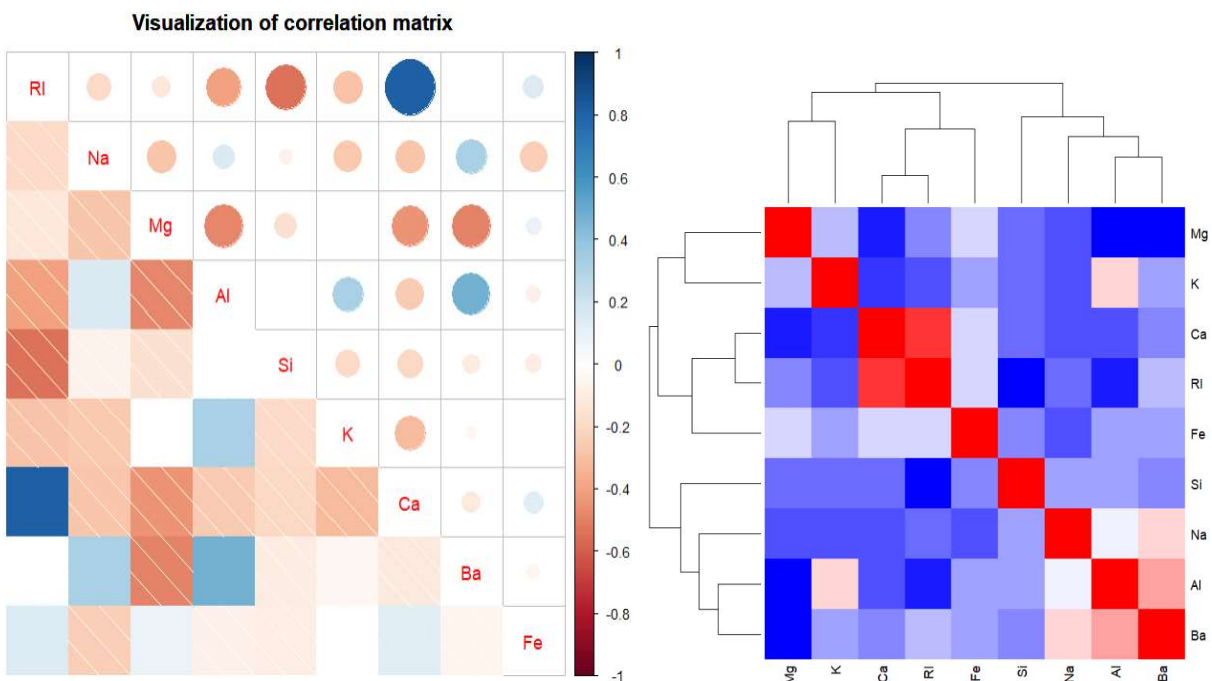 Visualization of correlation matrix
RI
Na
Mg
Al
Si
K
Ca
Ba
Fe
1
0.8
0.6
0.4
0.2
0
-0.2
-0.4
-0.6
-0.8
-1
Mg
K
Ca
RI
Fe
Si
Na
Al
Ba
Mg
K
Ca
RI
Fe
Si
Na
Al
Ba